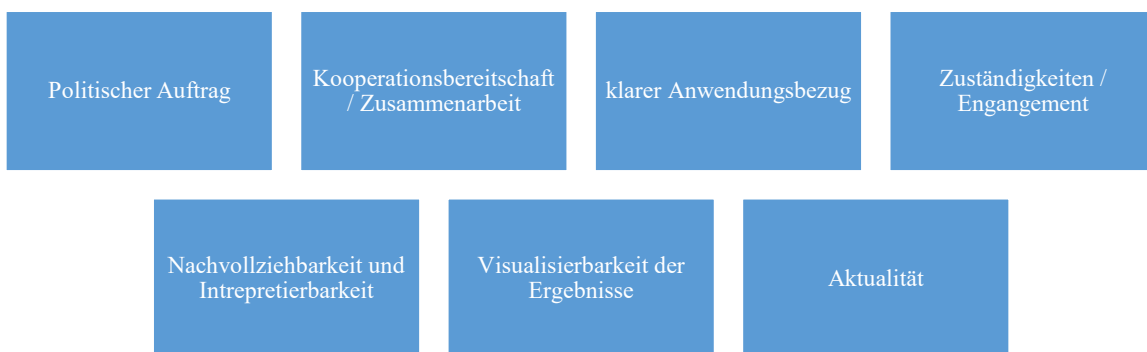 Politischer Auftrag
Kooperationsbereitschaft
/ Zusammenarbeit
klarer Anwendungsbezug
Zuständigkeiten /
Engangement
Nachvollziehbarkeit und
Intrepretierbarkeit
Visualisierbarkeit der
Ergebnisse
Aktualität